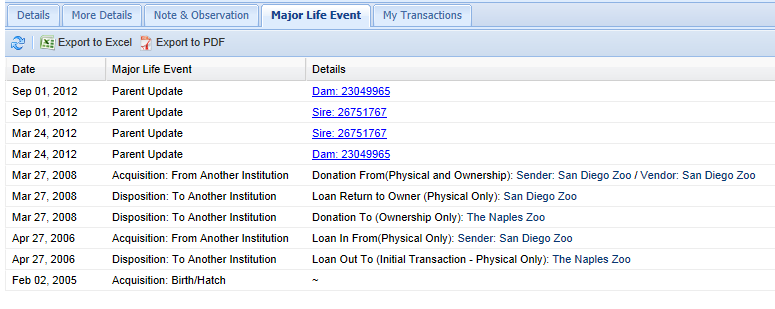 Details More Details Note & Observation Major Life Event My Transactions
Export to Excel Export to PDF
Date Major Life Event Details
Sep 01, 2012 Parent Update Dam: 23049965
Sep 01, 2012 Parent Update Sire: 26751767
Mar 24, 2012 Parent Update Sire: 26751767
Mar 24, 2012 Parent Update Dam: 23049965
Mar 27, 2008 Acquisition: From Another Institution Donation From(Physical and Ownership): Sender: San Diego Zoo / Vendor: San Diego Zoo
Mar 27, 2008 Disposition: To Another Institution Loan Return to Owner (Physical Only): San Diego Zoo
Mar 27, 2008 Disposition: To Another Institution Donation To (Ownership Only): The Naples Zoo
Apr 27, 2006 Acquisition: From Another Institution Loan In From(Physical Only): Sender: San Diego Zoo
Apr 27, 2006 Disposition: To Another Institution Loan Out To (Initial Transaction - Physical Only): The Naples Zoo
Feb 02, 2005 Acquisition: Birth/Hatch ~